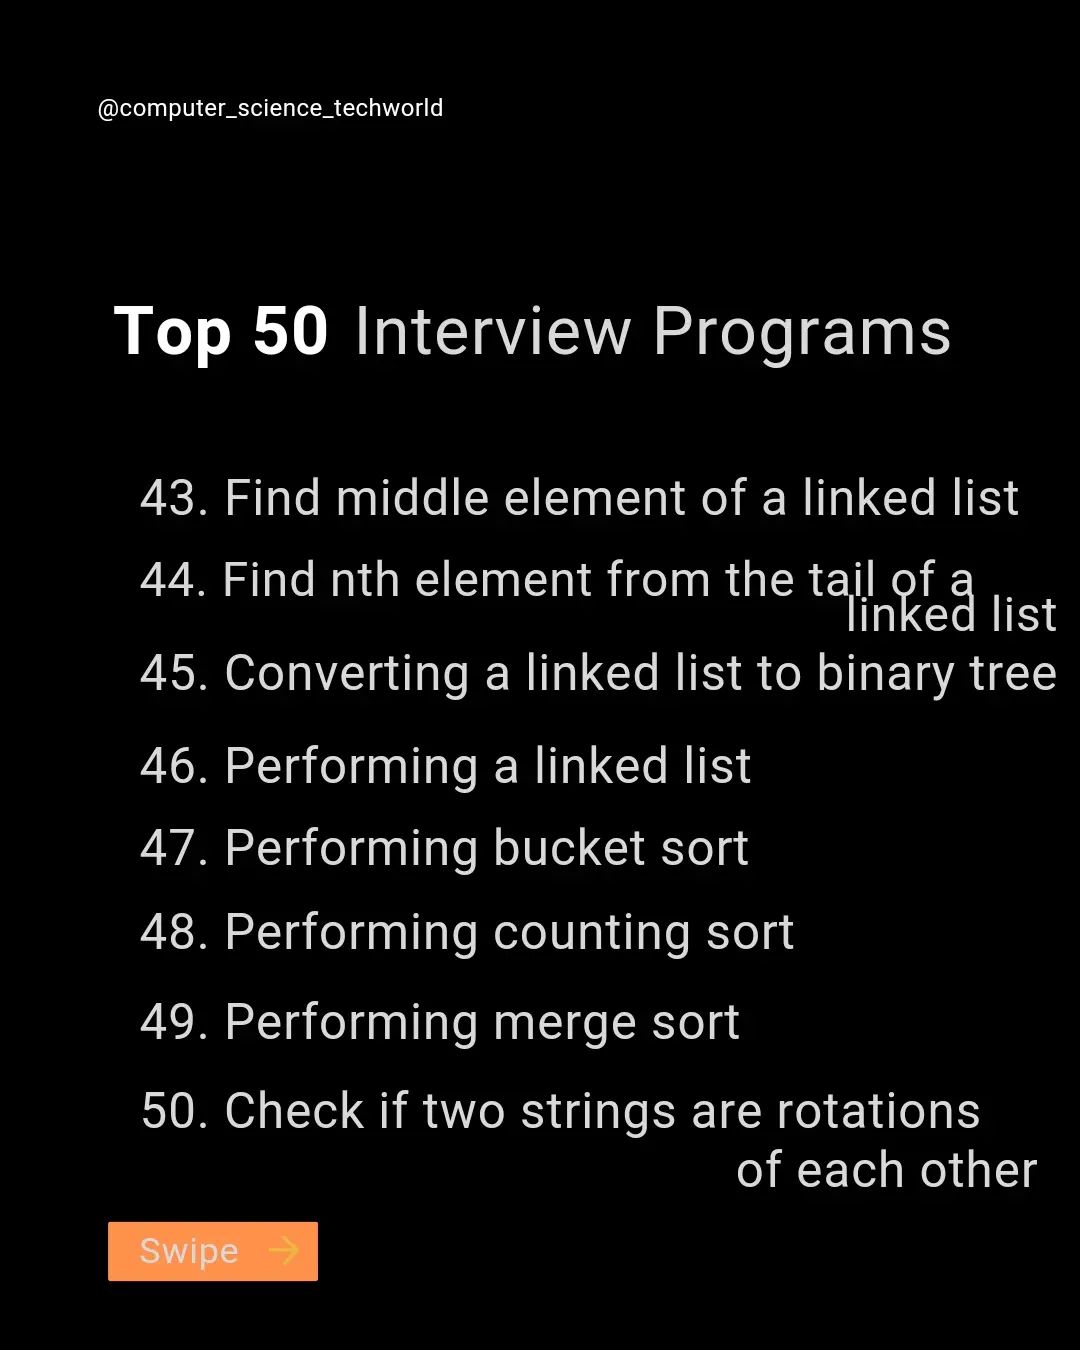 @computer_science_techworld
Top 50 Interview Programs
43. Find middle element of a linked list
44. Find nth element from the tail of a
linked list
45. Converting a linked list to binary tree
46. Performing a linked list
47. Performing bucket sort
48. Performing counting sort
49. Performing merge sort
50. Check if two strings are rotations
of each other
Swipe →